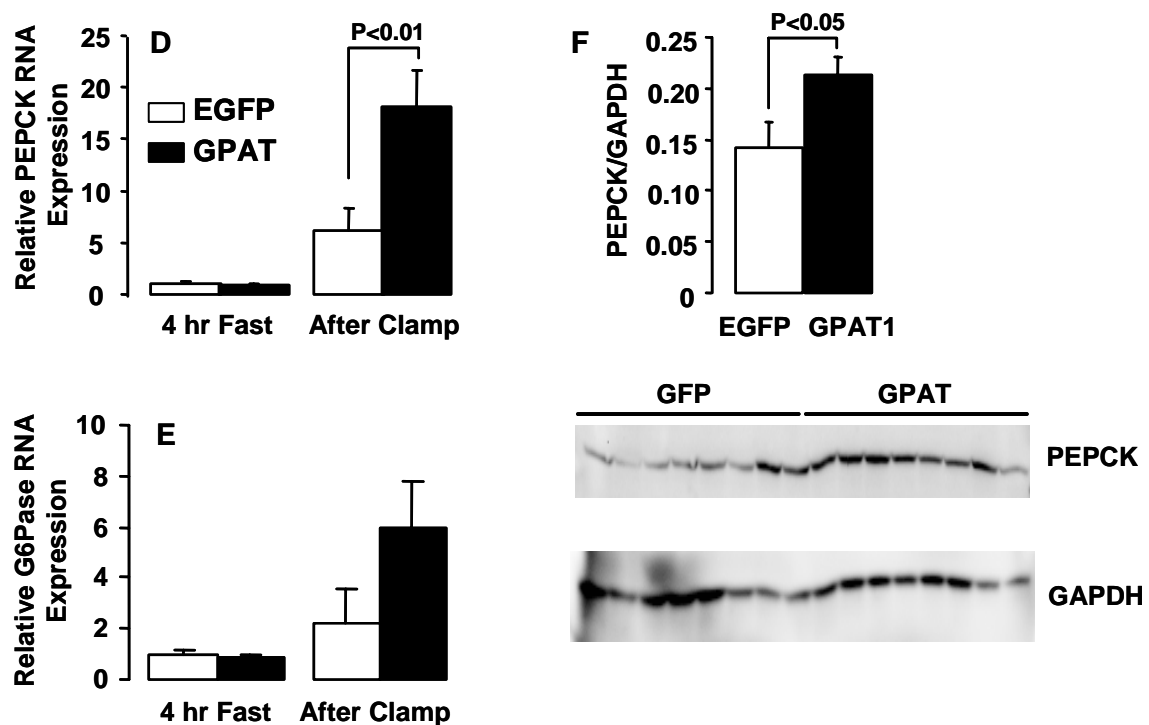 D
P<0.01
25
20
15
10
5
0
Relative PEPCK RNA
Expression
EGFP
GPAT
4 hr Fast
After Clamp
F
P<0.05
0.25
0.20
0.15
0.10
0.05
0
PEPCK/GAPDH
EGFP
GPAT1
E
10
8
6
4
2
0
Relative G6Pase RNA
Expression
4 hr Fast
After Clamp
GFP
GPAT
PEPCK
GAPDH